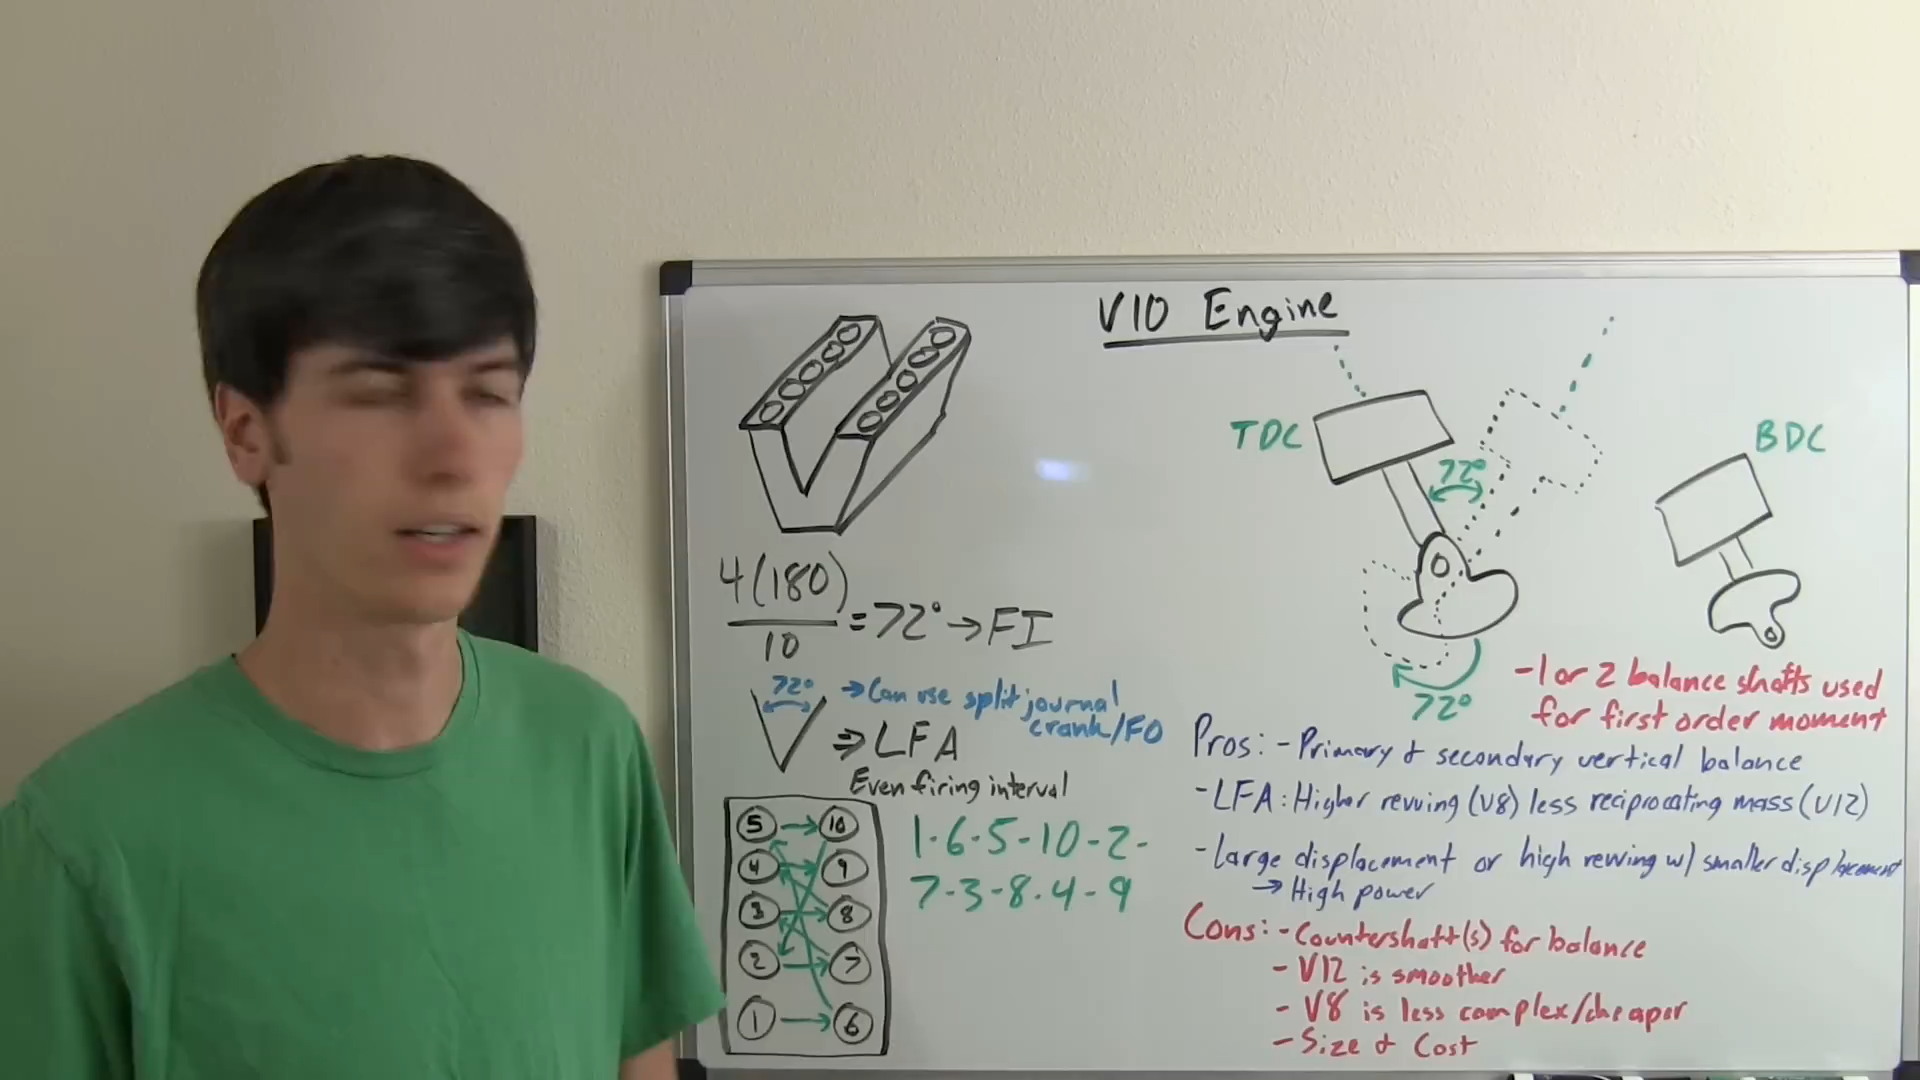 V10 Engine
TDC
72°
BDC
72°
4(180)
10
=72°→FI
72°
→Can use split journal
crank/FO
⇒LFA
Even firing interval
5 10
4 9
3 8
2 7
1 6
1-6-5-10-2-
7-3-8-4-9
-1 or 2 balance shafts used
for first order moment
Pros: -Primary & secondary vertical balance
-LFA: Higher revving (V8) less reciprocating mass (V12)
-Large displacement or high revving w/ smaller displacement
→ High power
Cons: -Countershaft(s) for balance
-V12 is smoother
-V8 is less complex/cheaper
-Size & Cost